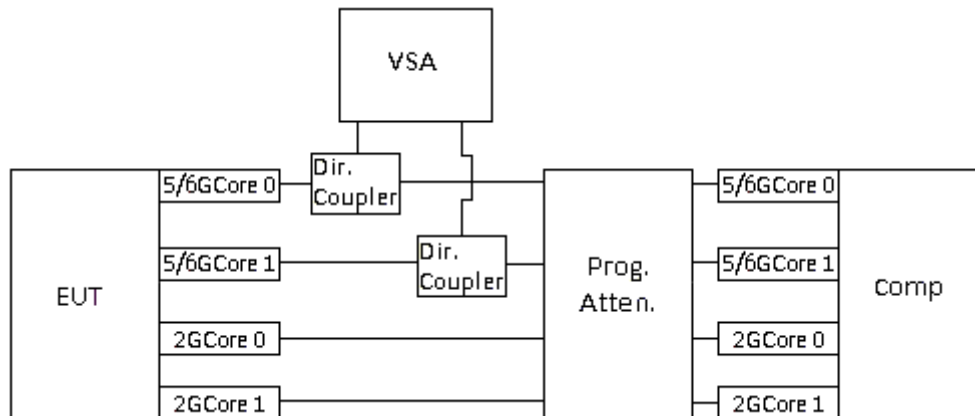 VSA
Dir.
Coupler
5/6GCore 0
5/6GCore 0
Dir.
Coupler
5/6GCore 1
5/6GCore 1
EUT
Prog.
Atten.
Comp
2GCore 0
2GCore 0
2GCore 1
2GCore 1